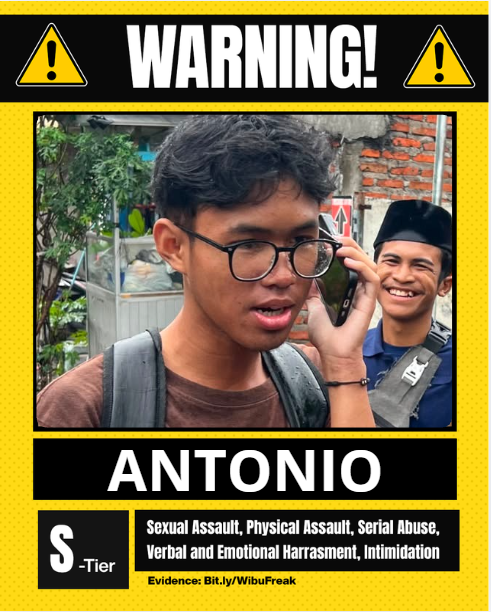 WARNING!
ANTONIO
S-Tier
Sexual Assault, Physical Assault, Serial Abuse,
Verbal and Emotional Harrasment, Intimidation
Evidence: Bit.ly/WibuFreak